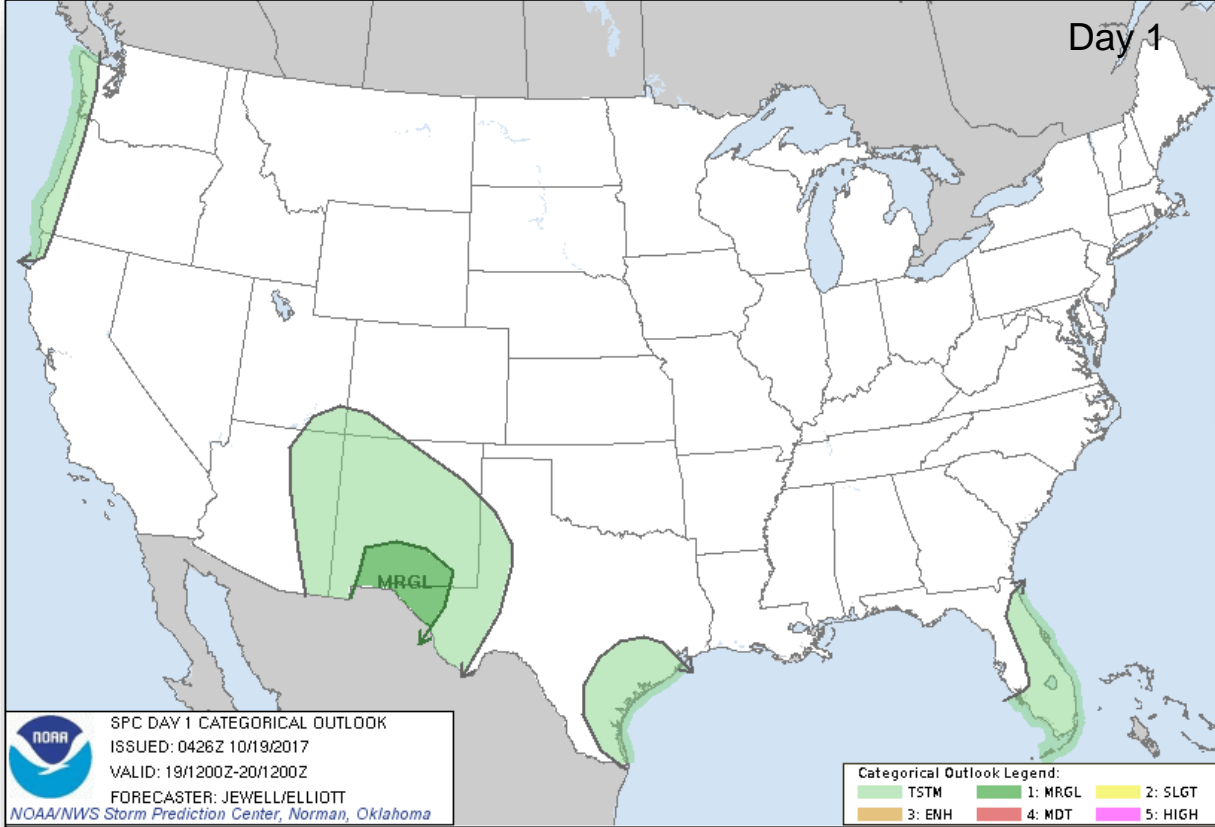 Day 1
MRGL
NOAA
SPC DAY 1 CATEGORICAL OUTLOOK
ISSUED: 0426Z 10/19/2017
VALID: 19/1200Z-20/1200Z
FORECASTER: JEWELL/ELLIOTT
NOAA/NWS Storm Prediction Center, Norman, Oklahoma
Categorical Outlook Legend:
TSTM 1: MRGL 2: SLGT
3: ENH 4: MDT 5: HIGH